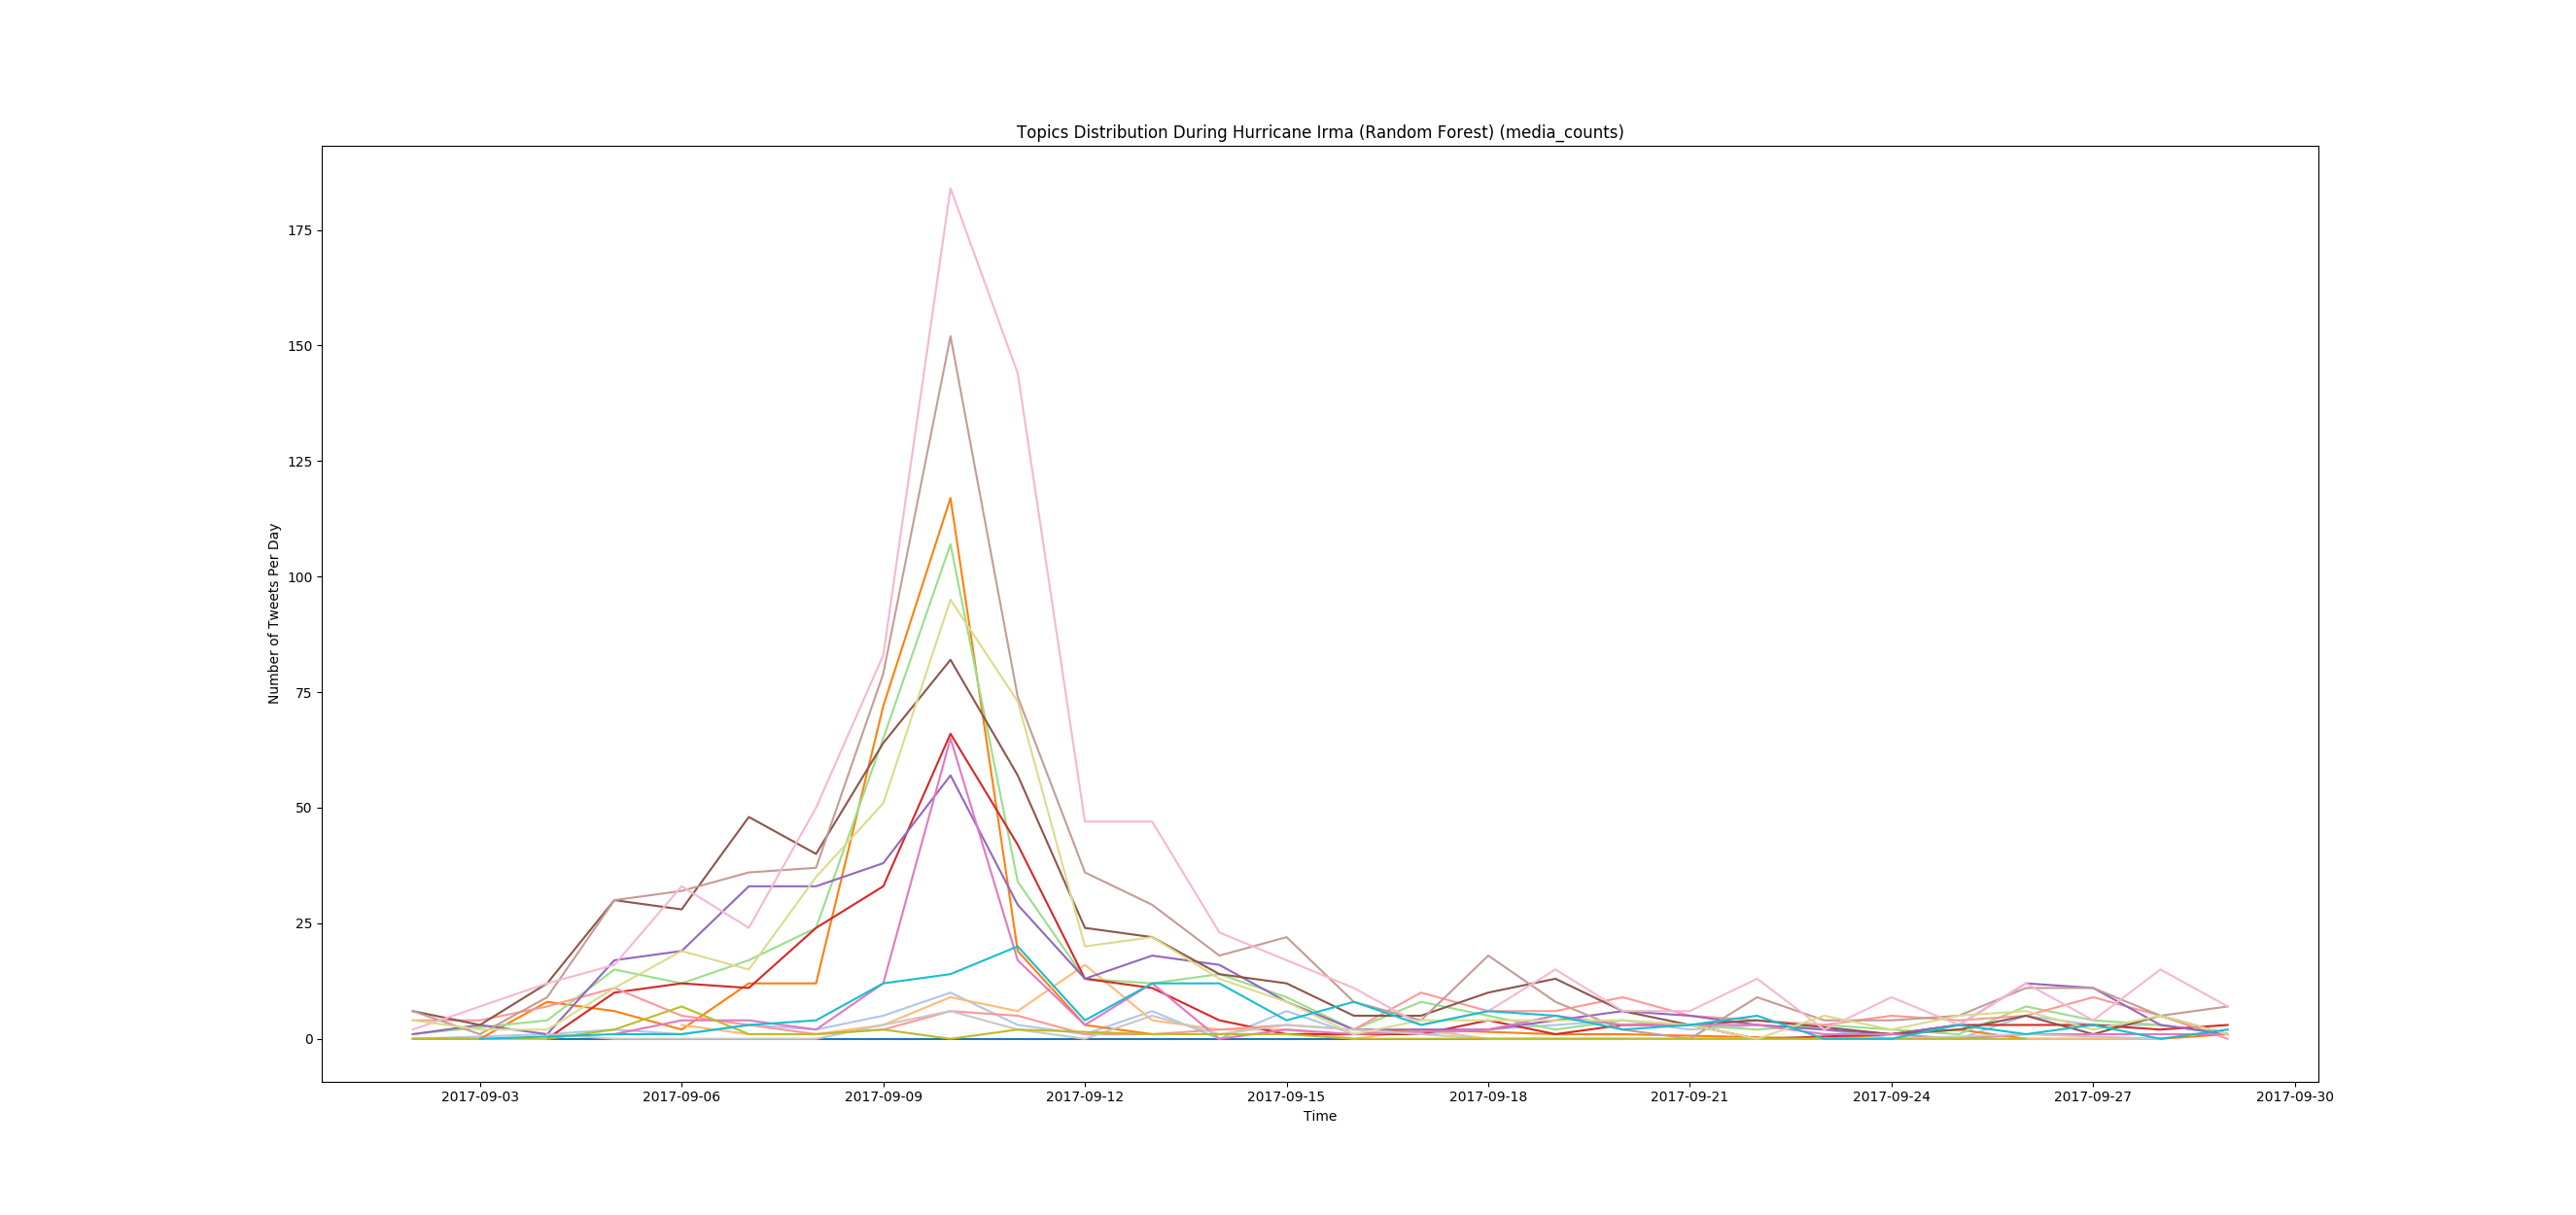 Topics Distribution During Hurricane Irma (Random Forest) (media_counts)
Number of Tweets Per Day
175
150
125
100
75
50
25
0
2017-09-03 2017-09-06 2017-09-09 2017-09-12 2017-09-15 2017-09-18 2017-09-21 2017-09-24 2017-09-27 2017-09-30
Time